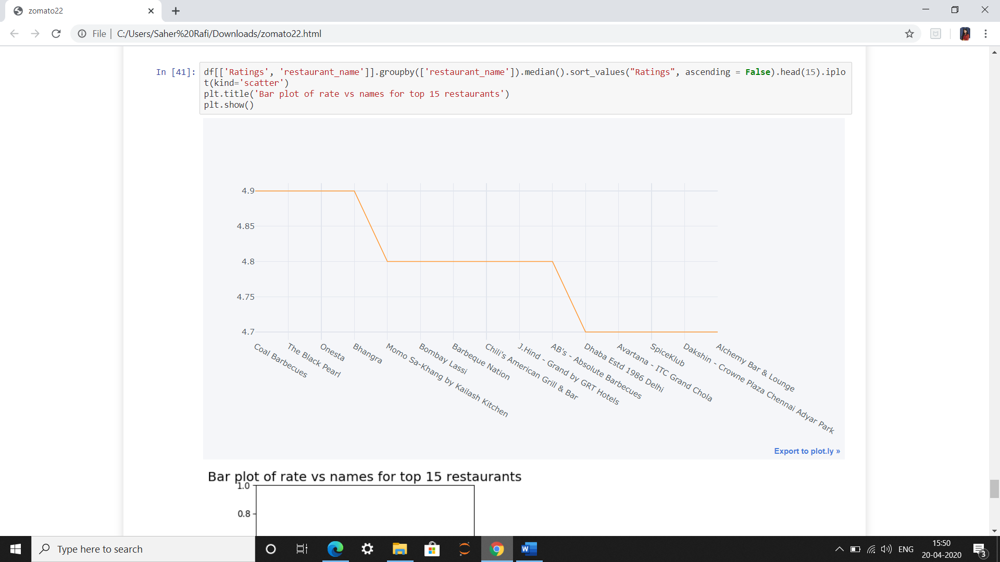 zomato22
File | C:/Users/Saher%20Rafi/Downloads/zomato22.html
In [41]: df[['Ratings', 'restaurant_name']].groupby(['restaurant_name']).median().sort_values("Ratings", ascending = False).head(15).iplo
t(kind='scatter')
plt.title('Bar plot of rate vs names for top 15 restaurants')
plt.show()
4.9
4.85
4.8
4.75
4.7
Coal Barbecues
The Black Pearl
Onesta
Bhangra
Momo Sa-Khang by Kailash Kitchen
Bombay Lassi
Barbeque Nation
Chili's American Grill & Bar
J.Hind - Grand by GRT Hotels
AB's - Absolute Barbecues
Dhaba Estd 1986 Delhi
Avartana - ITC Grand Chola
SpiceKlub
Dakshin - Crowne Plaza Chennai Adyar Park
Alchemy Bar & Lounge
Export to plot.ly »
Bar plot of rate vs names for top 15 restaurants
1.0
0.8
Type here to search
W
ENG
15:50
20-04-2020
3